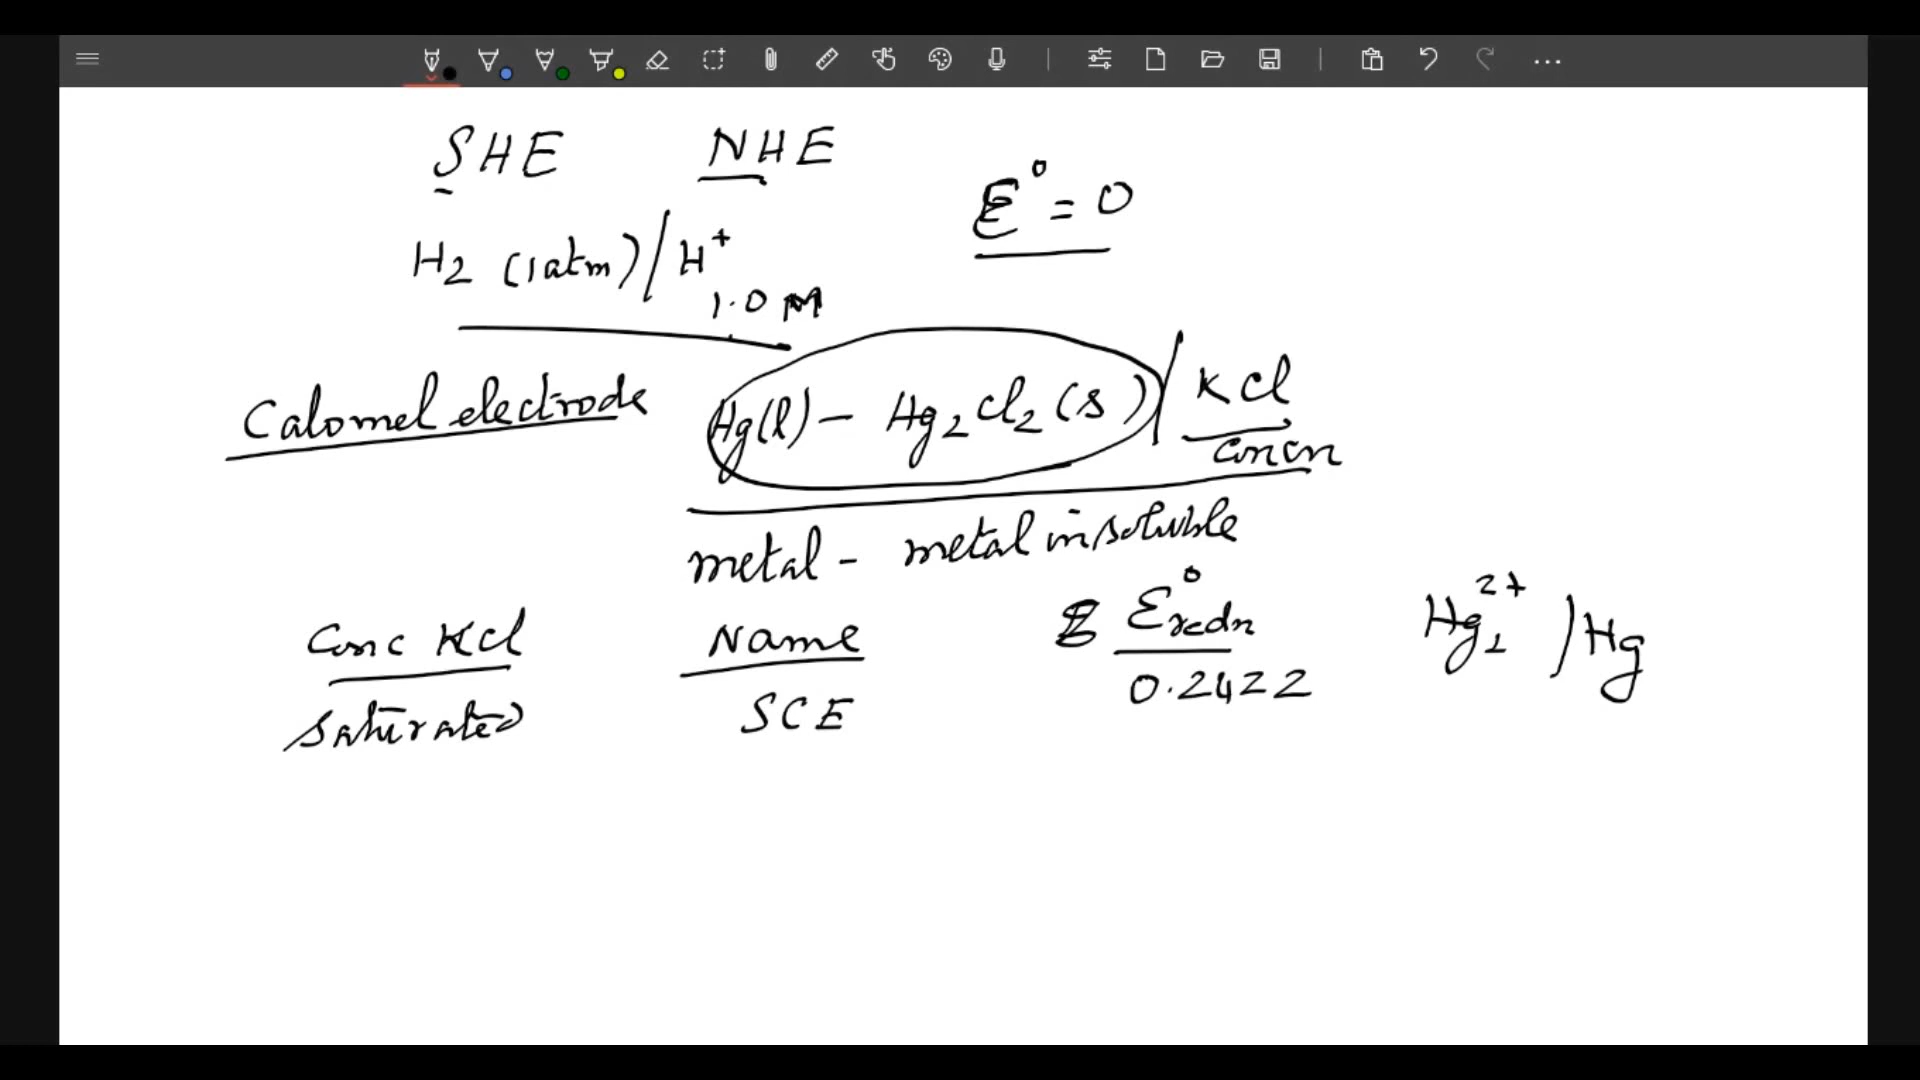 SHE NHE
E° = 0
H2 (1atm) / H+
1.0 M
Calomel electrode Hg(l) - Hg2Cl2(s) / KCl
concn
metal - metal insoluble
Conc KCl Name E°redn Hg2 2+ / Hg
saturated SCE 0.2422